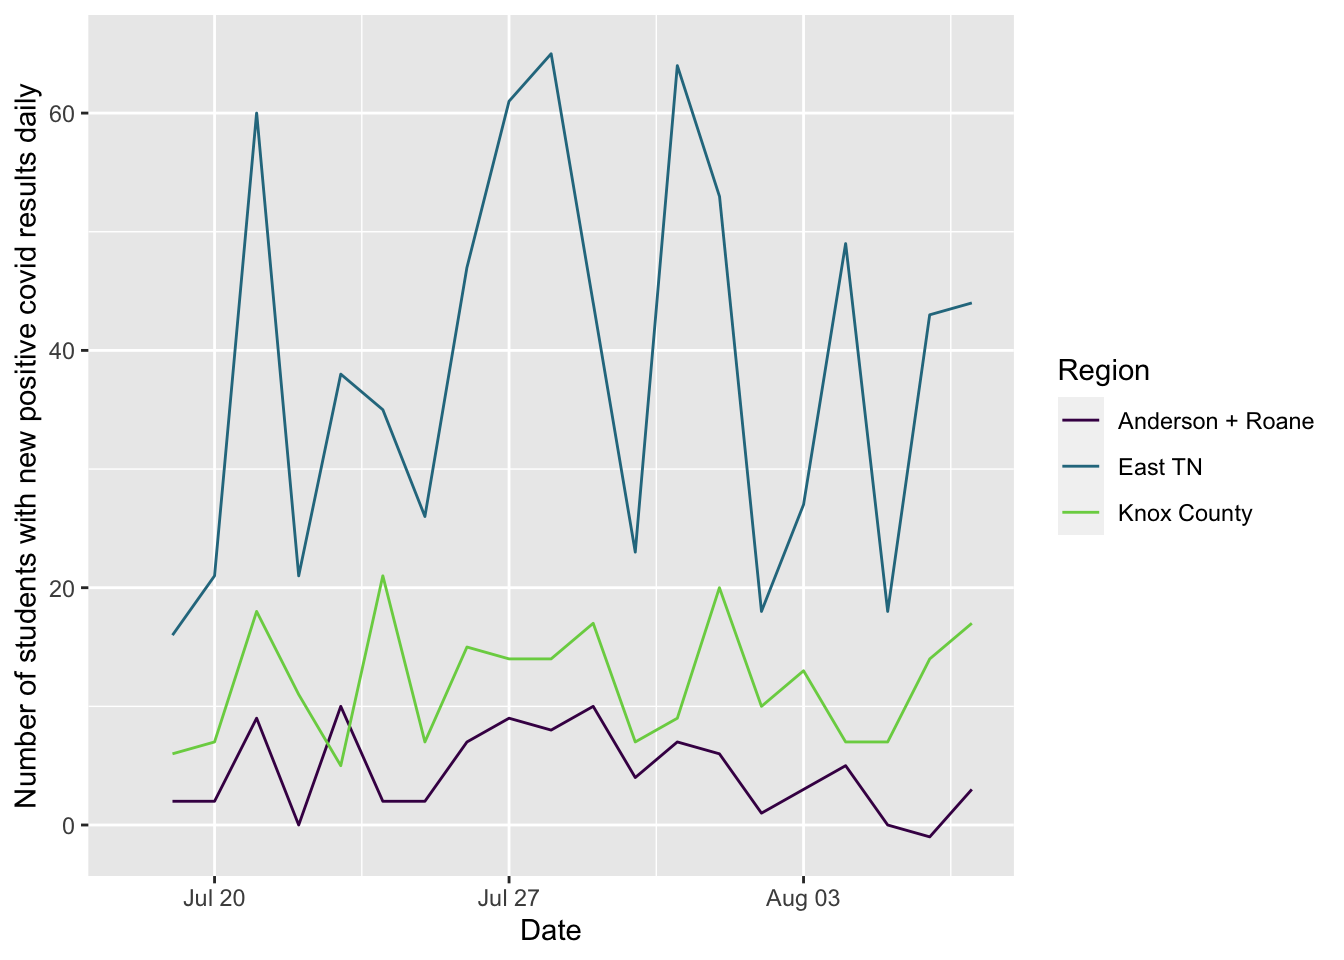 Number of students with new positive covid results daily
60
40
20
0
Jul 20
Jul 27
Aug 03
Date
Region
Anderson + Roane
East TN
Knox County